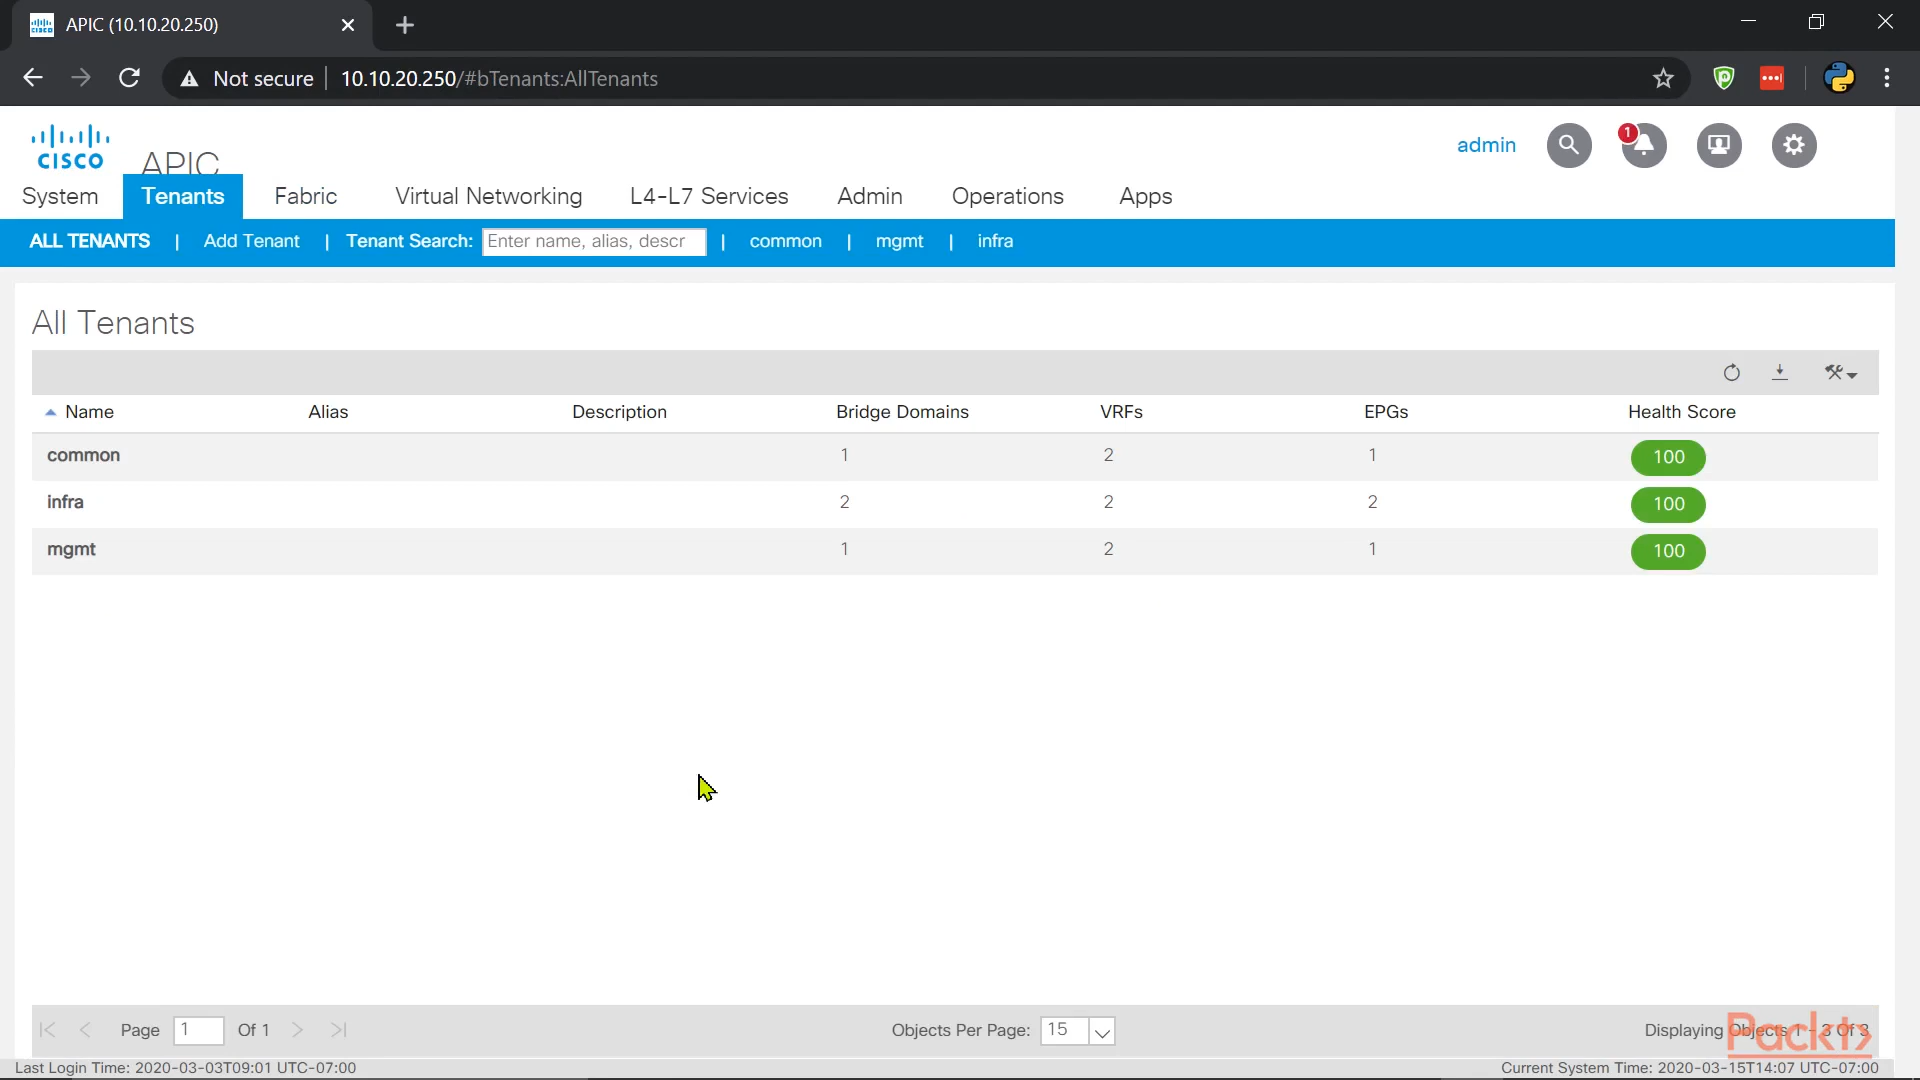 APIC (10.10.20.250)
Not secure | 10.10.20.250/#bTenants:AllTenants
CISCO APIC
admin 1
System Tenants Fabric Virtual Networking L4-L7 Services Admin Operations Apps
ALL TENANTS | Add Tenant | Tenant Search: Enter name, alias, descr | common | mgmt | infra
All Tenants
Name Alias Description Bridge Domains VRFs EPGs Health Score
common 1 2 1 100
infra 2 2 2 100
mgmt 1 2 1 100
Page 1 Of 1 Objects Per Page: 15 Displaying Objects 1 - 3 Of 3
Packt
Last Login Time: 2020-03-03T09:01 UTC-07:00 Current System Time: 2020-03-15T14:07 UTC-07:00